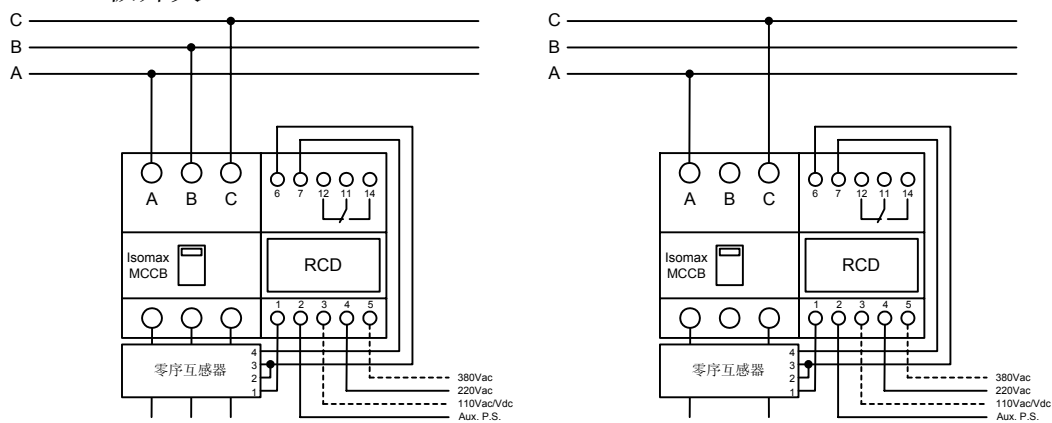 C
B
A
A B C
6 7 12 11 14
Isomax
MCCB
RCD
1 2 3 4 5
零序互感器
4
3
2
1
380Vac
220Vac
110Vac/Vdc
Aux. P.S.
C
B
A
A B C
6 7 12 11 14
Isomax
MCCB
RCD
1 2 3 4 5
零序互感器
4
3
2
1
380Vac
220Vac
110Vac/Vdc
Aux. P.S.